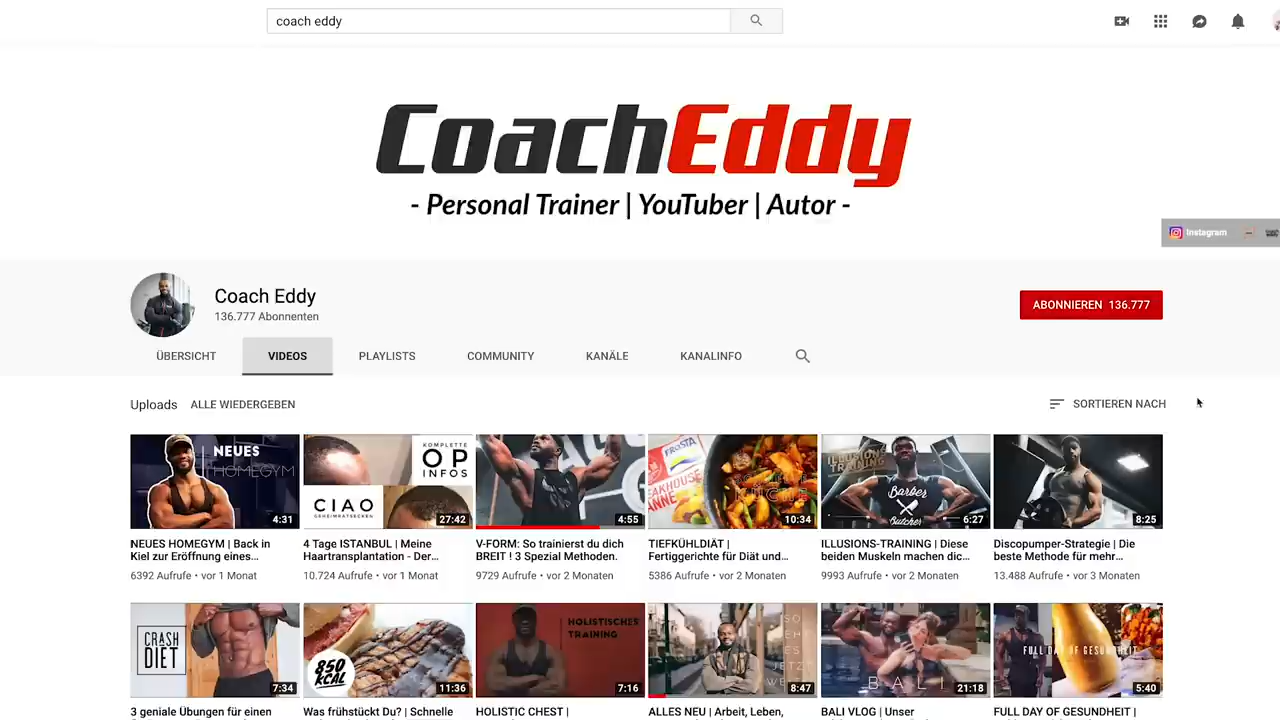 coach eddy
CoachEddy
- Personal Trainer | YouTuber | Autor -
Instagram
Coach Eddy
136.777 Abonnenten
ABONNIEREN 136.777
ÜBERSICHT VIDEOS PLAYLISTS COMMUNITY KANÄLE KANALINFO
Uploads ALLE WIEDERGEBEN
SORTIEREN NACH
NEUES
HOMEGYM
4:31
KOMPLETTE
OP
INFOS
CIAO
GEHEIMRATSECKEN
27:42
4:55
FROSTA
10:34
ILLUSIONS
TRAINING
Barber
Butcher
6:27
8:25
NEUES HOMEGYM | Back in
Kiel zur Eröffnung eines...
6392 Aufrufe • vor 1 Monat
4 Tage ISTANBUL | Meine
Haartransplantation - Der...
10.724 Aufrufe • vor 1 Monat
V-FORM: So trainierst du dich
BREIT ! 3 Spezial Methoden.
9729 Aufrufe • vor 2 Monaten
TIEFKÜHLDIÄT |
Fertiggerichte für Diät und...
5386 Aufrufe • vor 2 Monaten
ILLUSIONS-TRAINING | Diese
beiden Muskeln machen dic...
9993 Aufrufe • vor 2 Monaten
Discopumper-Strategie | Die
beste Methode für mehr...
13.488 Aufrufe • vor 3 Monaten
CRASH
DIET
7:34
850
KCAL
11:36
HOLISTISCHES
TRAINING
7:16
SO
GEHT
ES
JETZT
WEITER
8:47
BALI
21:18
FULL DAY OF GESUNDHEIT
5:40
3 geniale Übungen für einen
Was frühstückt Du? | Schnelle
HOLISTIC CHEST |
ALLES NEU | Arbeit, Leben,
BALI VLOG | Unser
FULL DAY OF GESUNDHEIT |